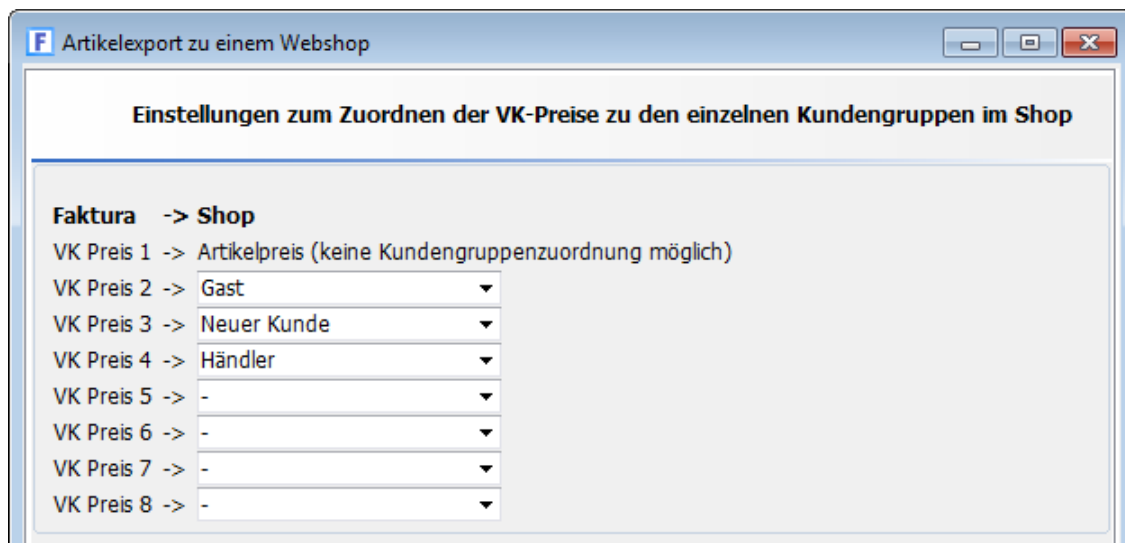 F Artikelexport zu einem Webshop
Einstellungen zum Zuordnen der VK-Preise zu den einzelnen Kundengruppen im Shop
Faktura -> Shop
VK Preis 1 -> Artikelpreis (keine Kundengruppenzuordnung möglich)
VK Preis 2 -> Gast
VK Preis 3 -> Neuer Kunde
VK Preis 4 -> Händler
VK Preis 5 -> -
VK Preis 6 -> -
VK Preis 7 -> -
VK Preis 8 -> -